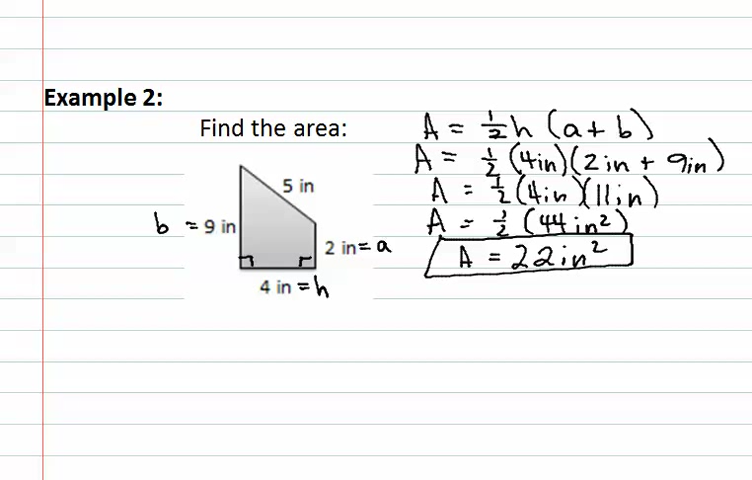 Example 2:
Find the area:
5 in
b = 9 in
2 in = a
4 in = h
A = 1/2 h (a + b)
A = 1/2 (4in)(2in + 9in)
A = 1/2 (4in)(11in)
A = 1/2 (44in²)
A = 22in²